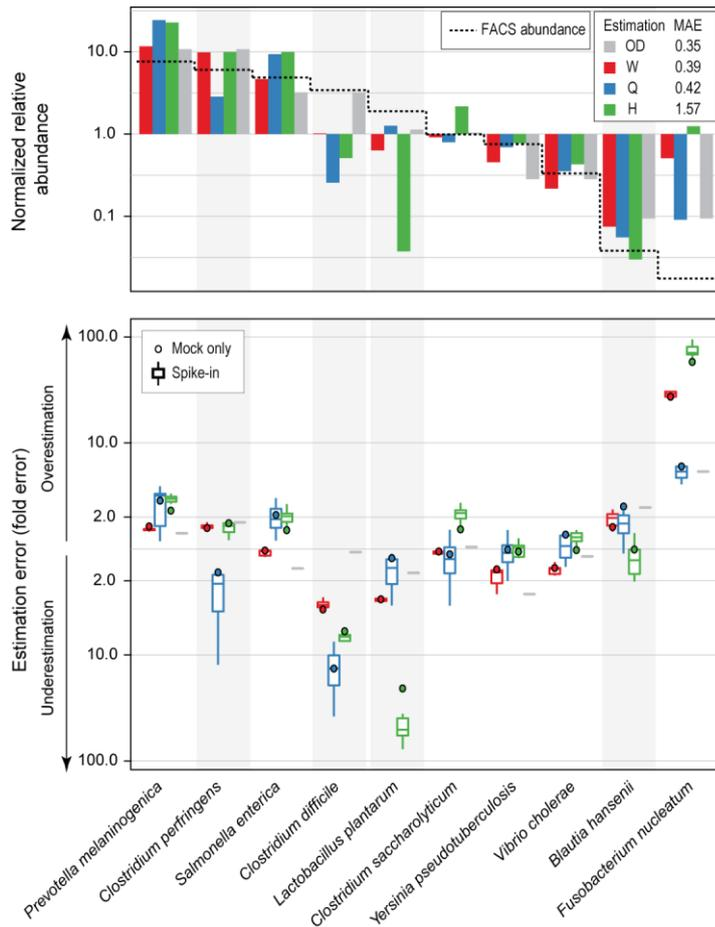 Normalized relative
abundance
10.0
1.0
0.1
FACS abundance
Estimation MAE
OD 0.35
W 0.39
Q 0.42
H 1.57
Estimation error (fold error)
Overestimation
Underestimation
100.0
10.0
2.0
2.0
10.0
100.0
Mock only
Spike-in
Prevotella melaninogenica
Clostridium perfringens
Salmonella enterica
Clostridium difficile
Lactobacillus plantarum
Clostridium saccharolyticum
Yersinia pseudotuberculosis
Vibrio cholerae
Blautia hansenii
Fusobacterium nucleatum